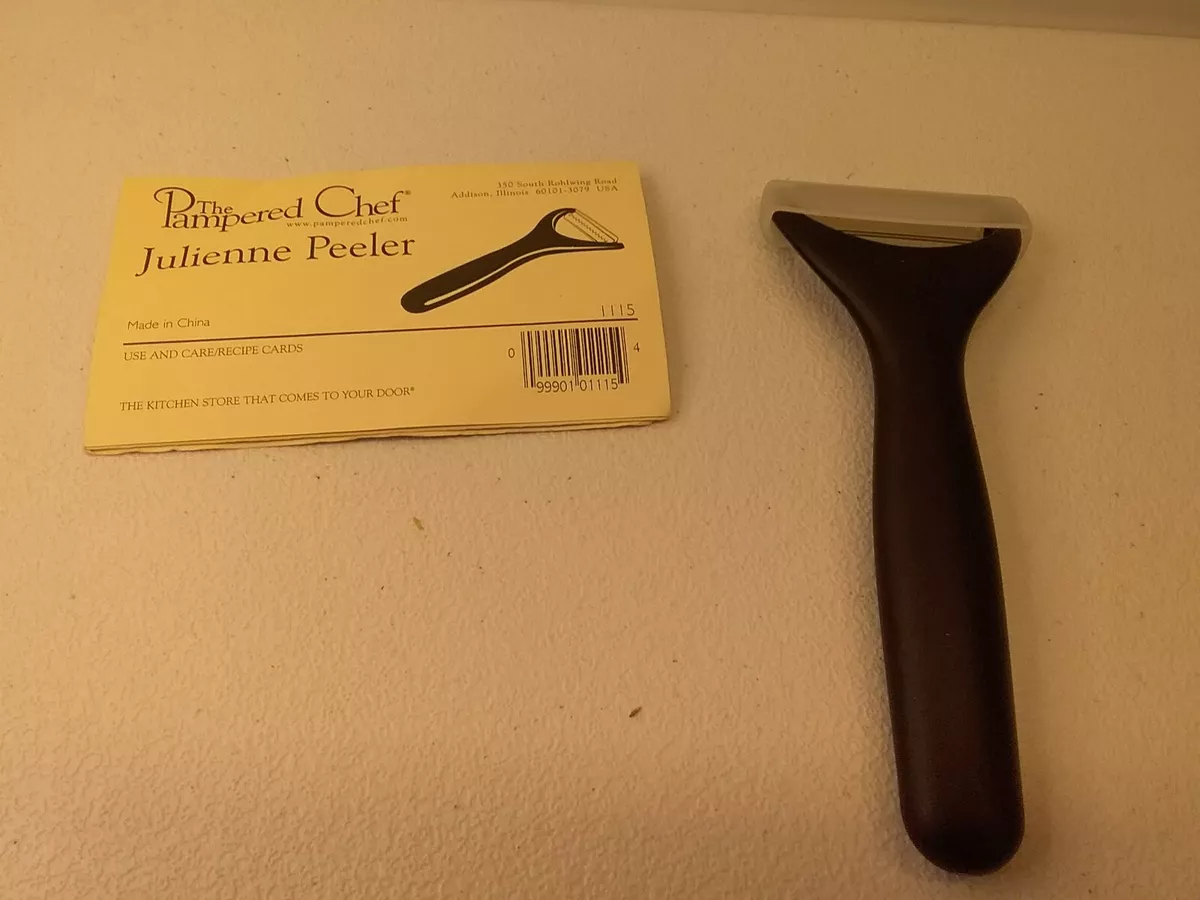 The Pampered Chef®
www.pamperedchef.com
350 South Rohlwing Road
Addison, Illinois 60101-3079 USA
Julienne Peeler
Made in China
1115
USE AND CARE/RECIPE CARDS
0 99901 01115 4
THE KITCHEN STORE THAT COMES TO YOUR DOOR®